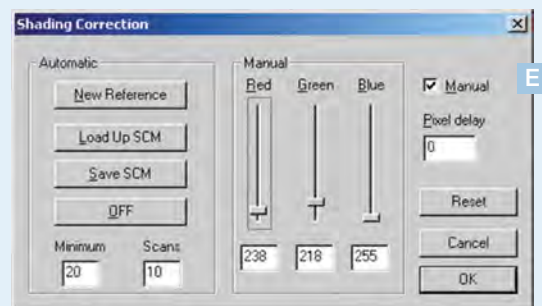 Shading Correction
Automatic
New Reference
Load Up SCM
Save SCM
OFF
Minimum Scans
20 10
Manual
Red Green Blue
238 218 255
Manual
Pixel delay
0
Reset
Cancel
OK
E